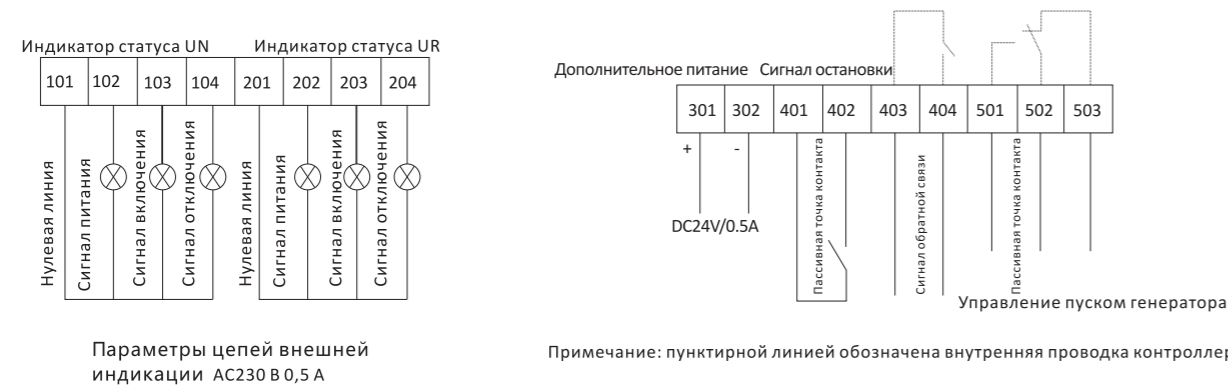 Индикатор статуса UN
Индикатор статуса UR
101 102 103 104 201 202 203 204
Нулевая линия
Сигнал питания
Сигнал включения
Сигнал отключения
Нулевая линия
Сигнал питания
Сигнал включения
Сигнал отключения
Параметры цепей внешней
индикации AC230 В 0,5 А
Дополнительное питание
Сигнал остановки
301 302 401 402 403 404 501 502 503
+ -
DC24V/0.5A
Пассивная точка контакта
Сигнал обратной связи
Пассивная точка контакта
Управление пуском генератора
Примечание: пунктирной линией обозначена внутренняя проводка